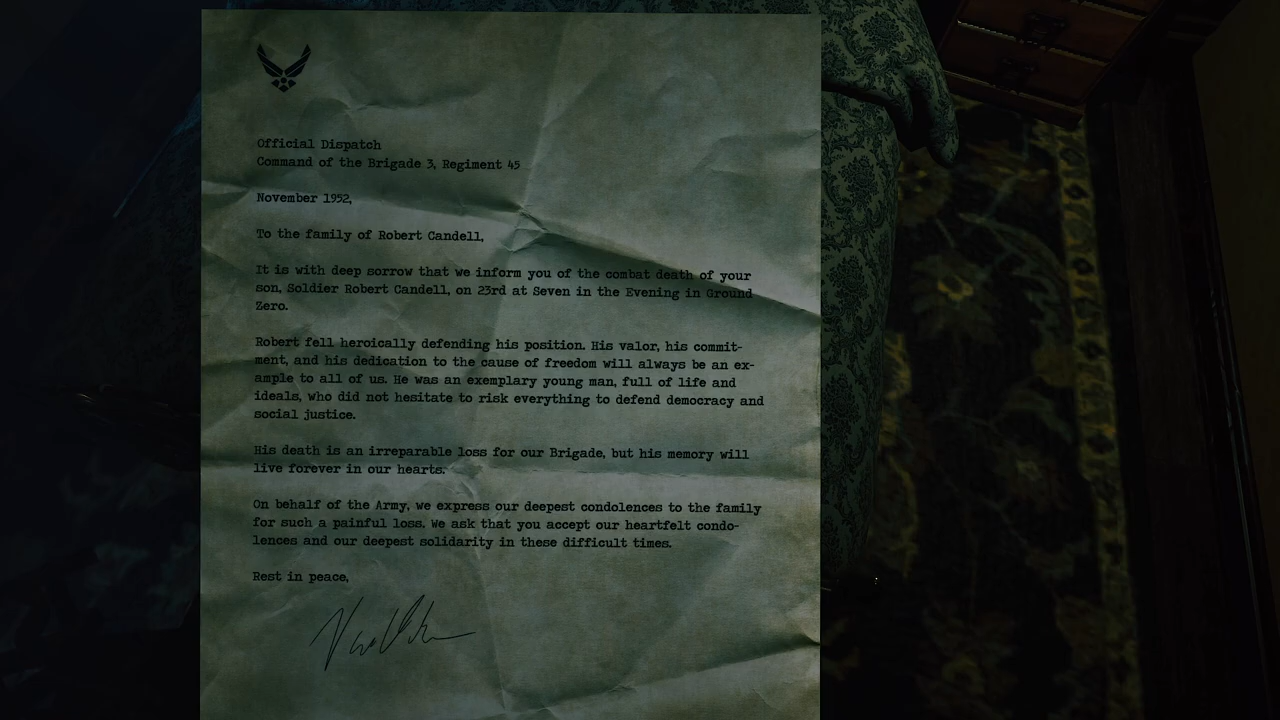 Official Dispatch
Command of the Brigade 3, Regiment 45
November 1952,
To the family of Robert Candell,
It is with deep sorrow that we inform you of the combat death of your
son, Soldier Robert Candell, on 23rd at Seven in the Evening in Ground
Zero.
Robert fell heroically defending his position. His valor, his commit-
ment, and his dedication to the cause of freedom will always be an ex-
ample to all of us. He was an exemplary young man, full of life and
ideals, who did not hesitate to risk everything to defend democracy and
social justice.
His death is an irreparable loss for our Brigade, but his memory will
live forever in our hearts.
On behalf of the Army, we express our deepest condolences to the family
for such a painful loss. We ask that you accept our heartfelt condo-
lences and our deepest solidarity in these difficult times.
Rest in peace,